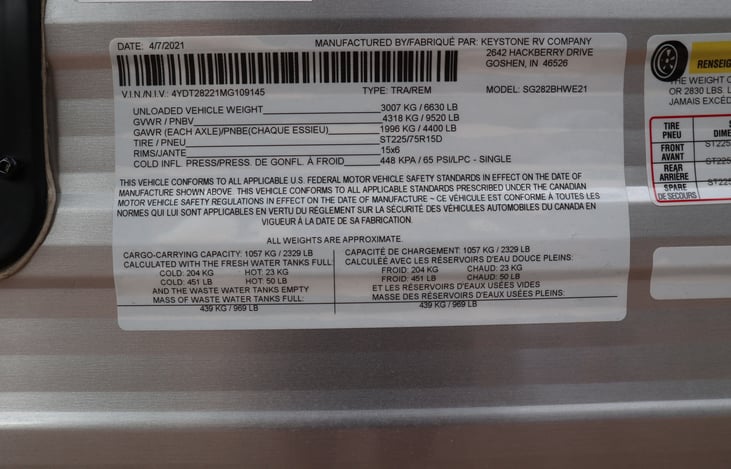 DATE: 4/7/2021
MANUFACTURED BY/FABRIQUÉ PAR: KEYSTONE RV COMPANY
2642 HACKBERRY DRIVE
GOSHEN, IN 46526
V.I.N./N.I.V.: 4YDT28221MG109145 TYPE: TRA/REM MODEL: SG282BHWE21
UNLOADED VEHICLE WEIGHT 3007 KG / 6630 LB
GVWR / PNBV 4318 KG / 9520 LB
GAWR (EACH AXLE)/PNBE(CHAQUE ESSIEU) 1996 KG / 4400 LB
TIRE / PNEU ST225/75R15D
RIMS/JANTE 15x6
COLD INFL. PRESS/PRESS. DE GONFL. À FROID 448 KPA / 65 PSI/LPC - SINGLE
THIS VEHICLE CONFORMS TO ALL APPLICABLE U.S. FEDERAL MOTOR VEHICLE SAFETY STANDARDS IN EFFECT ON THE DATE OF
MANUFACTURE SHOWN ABOVE. THIS VEHICLE CONFORMS TO ALL APPLICABLE STANDARDS PRESCRIBED UNDER THE CANADIAN
MOTOR VEHICLE SAFETY REGULATIONS IN EFFECT ON THE DATE OF MANUFACTURE ~ CE VÉHICULE EST CONFORME À TOUTES LES
NORMES QUI LUI SONT APPLICABLES EN VERTU DU RÉGLEMENT SUR LA SÉCURITÉ DES VÉHICULES AUTOMOBILES DU CANADA EN
VIGUEUR À LA DATE DE SA FABRICATION.
ALL WEIGHTS ARE APPROXIMATE.
CARGO-CARRYING CAPACITY: 1057 KG / 2329 LB
CALCULATED WITH THE FRESH WATER TANKS FULL:
COLD: 204 KG HOT: 23 KG
COLD: 451 LB HOT: 50 LB
AND THE WASTE WATER TANKS EMPTY
MASS OF WASTE WATER TANKS FULL:
439 KG / 969 LB
CAPACITÉ DE CHARGEMENT: 1057 KG / 2329 LB
CALCULÉE AVEC LES RÉSERVOIRS D'EAU DOUCE PLEINS:
FROID: 204 KG CHAUD: 23 KG
FROID: 451 LB CHAUD: 50 LB
ET LES RÉSERVOIRS D'EAUX USÉES VIDES
MASSE DES RÉSERVOIRS D'EAUX USÉES PLEINS:
439 KG / 969 LB
RENSEIG
THE WEIGHT O
OR 2830 LBS. L
JAMAIS EXCÉD
TIRE
PNEU
FRONT
AVANT
ST225
REAR
ARRIÈRE
ST225
SPARE
DE SECOURS
ST225